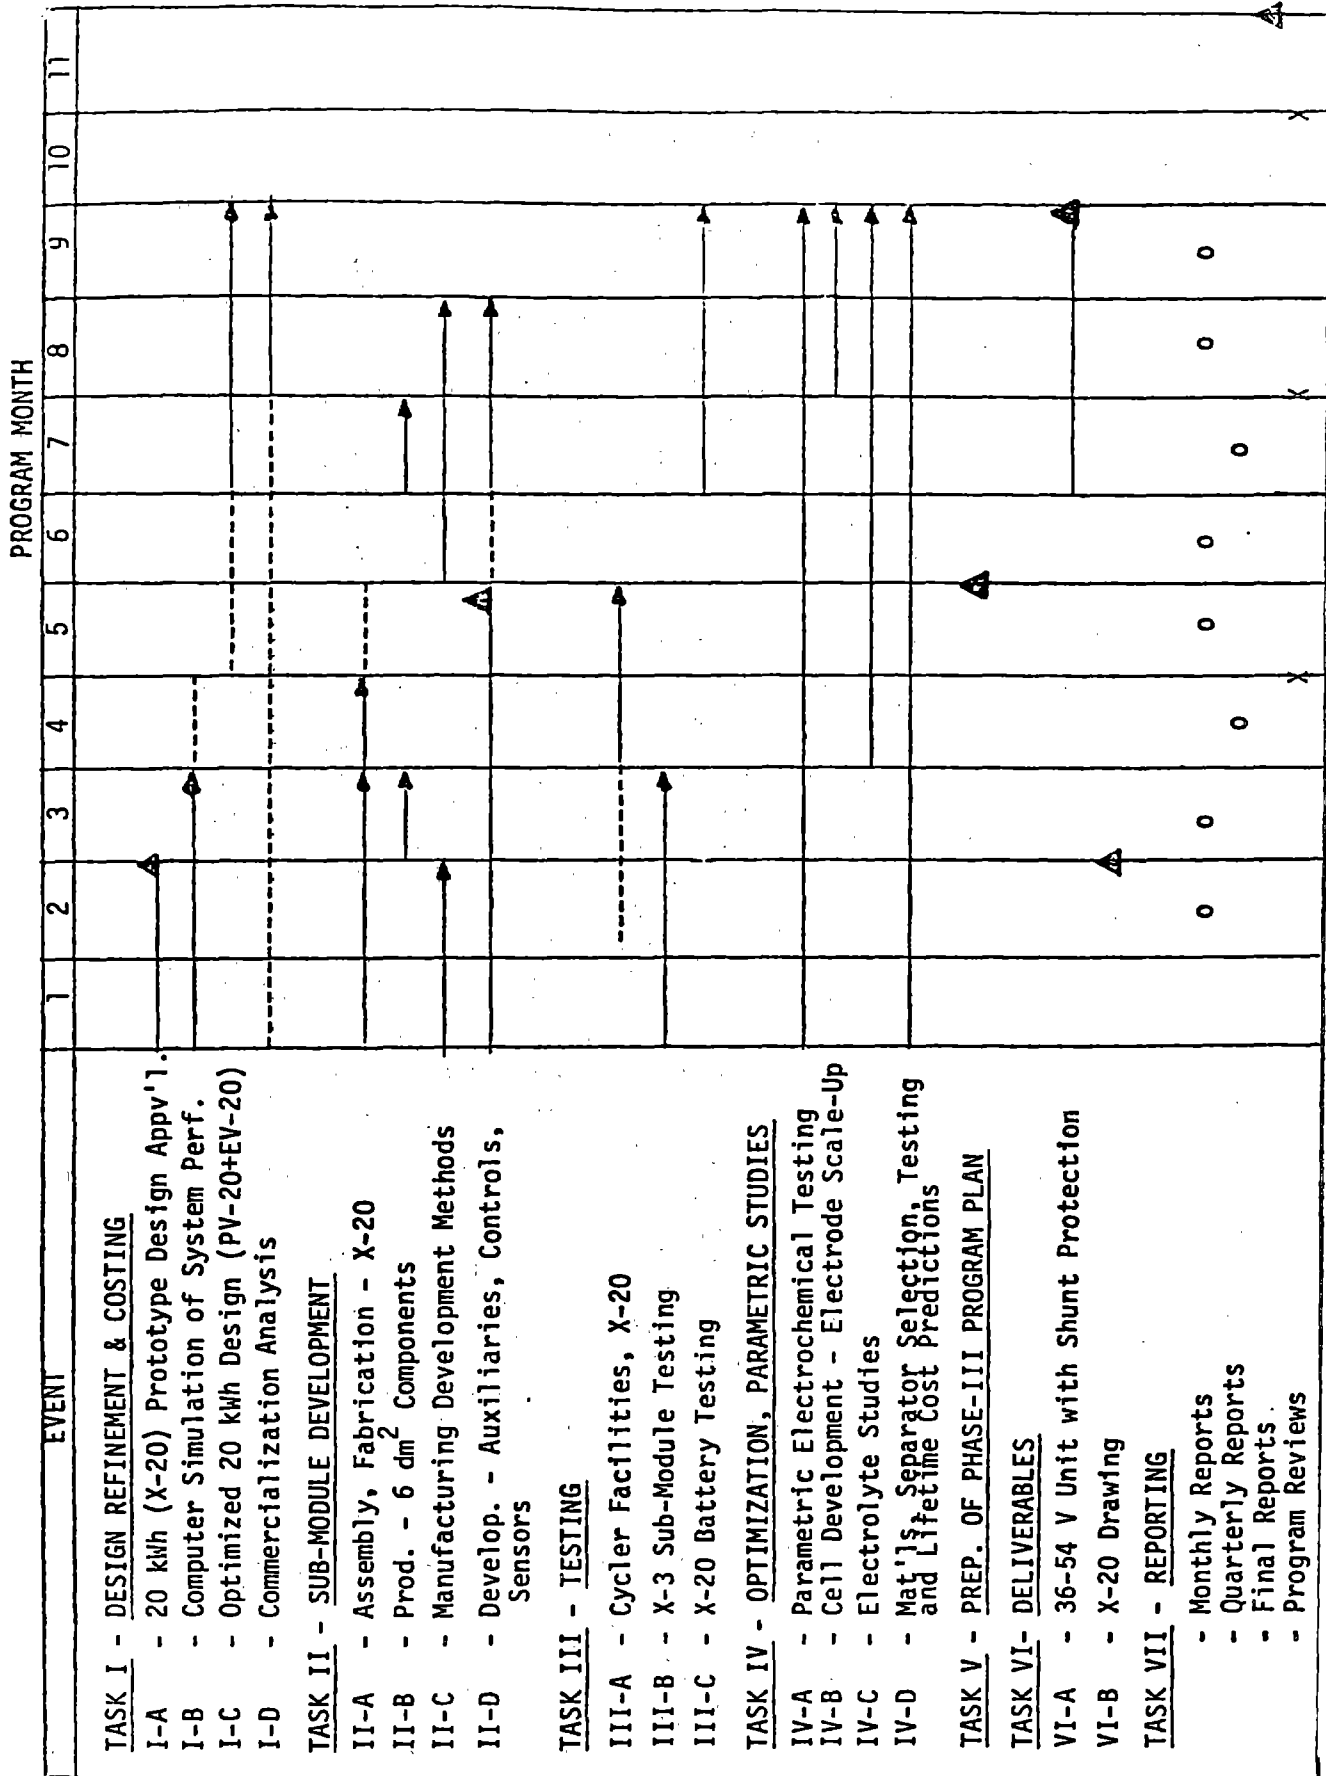 PROGRAM MONTH
EVENT 1 2 3 4 5 6 7 8 9 10 11
TASK I - DESIGN REFINEMENT & COSTING
I-A - 20 kWh (X-20) Prototype Design Appv'l.
I-B - Computer Simulation of System Perf.
I-C - Optimized 20 kWh Design (PV-20+EV-20)
I-D - Commercialization Analysis
TASK II - SUB-MODULE DEVELOPMENT
II-A - Assembly, Fabrication - X-20
II-B - Prod. - 6 dm² Components
II-C - Manufacturing Development Methods
II-D - Develop. - Auxiliaries, Controls,
Sensors
TASK III - TESTING
III-A - Cycler Facilities, X-20
III-B - X-3 Sub-Module Testing
III-C - X-20 Battery Testing
TASK IV - OPTIMIZATION, PARAMETRIC STUDIES
IV-A - Parametric Electrochemical Testing
IV-B - Cell Development - Electrode Scale-Up
IV-C - Electrolyte Studies
IV-D - Mat'ls, Separator Selection, Testing
and Lifetime Cost Predictions
TASK V - PREP. OF PHASE-III PROGRAM PLAN
TASK VI- DELIVERABLES
VI-A - 36-54 V Unit with Shunt Protection
VI-B - X-20 Drawing
TASK VII - REPORTING
- Monthly Reports o o o o o o o
- Quarterly Reports o o
- Final Reports
- Program Reviews X X X